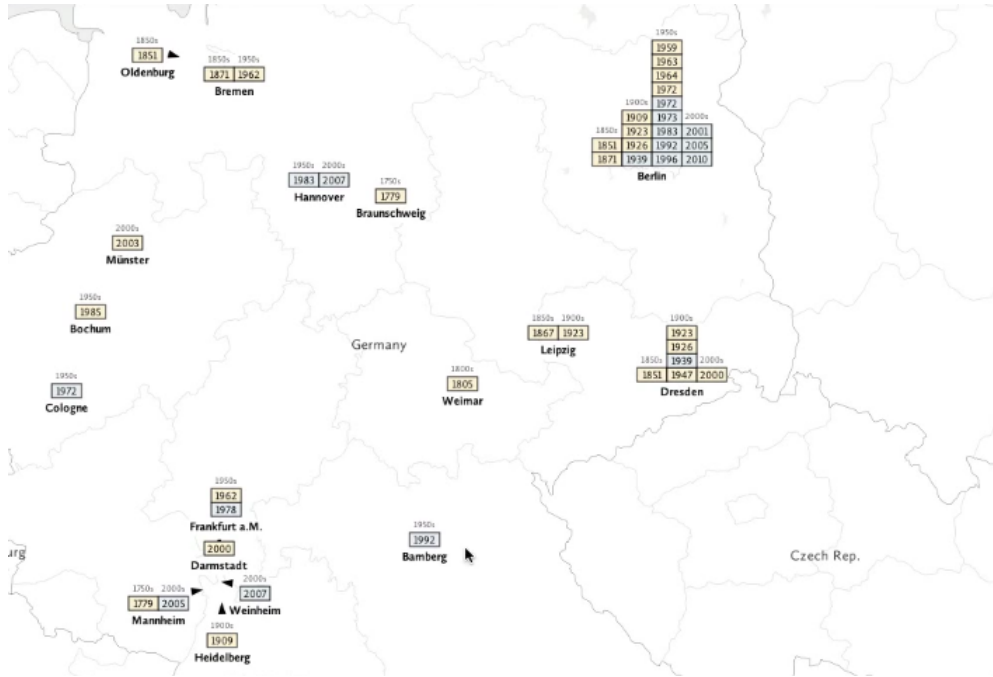 1850s
1851
Oldenburg
1850s 1950s
1871 1962
Bremen
1950s
1959
1963
1964
1972
1900s 1972
1909 1973 2000s
1850s 1923 1983 2001
1851 1926 1992 2005
1871 1939 1996 2010
Berlin
1950s 2000s
1983 2007
Hannover
1750s
1779
Braunschweig
2000s
2003
Münster
1950s
1985
Bochum
1850s 1900s
1867 1923
Leipzig
1900s
1923
1926
1850s 1939 2000s
1851 1947 2000
Dresden
Germany
1800s
1805
Weimar
1950s
1972
Cologne
1950s
1962
1978
Frankfurt a.M.
2000
Darmstadt
1950s
1992
Bamberg
urg
Czech Rep.
1750s 2000s
1779 2005
Mannheim
2000s
2007
Weinheim
1900s
1909
Heidelberg